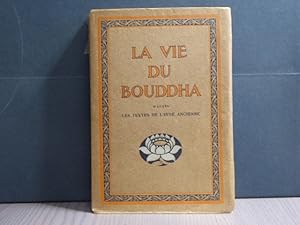 LA VIE
DU
BOUDDHA
D'APRÈS
LES TEXTES DE L'INDE ANCIENNE